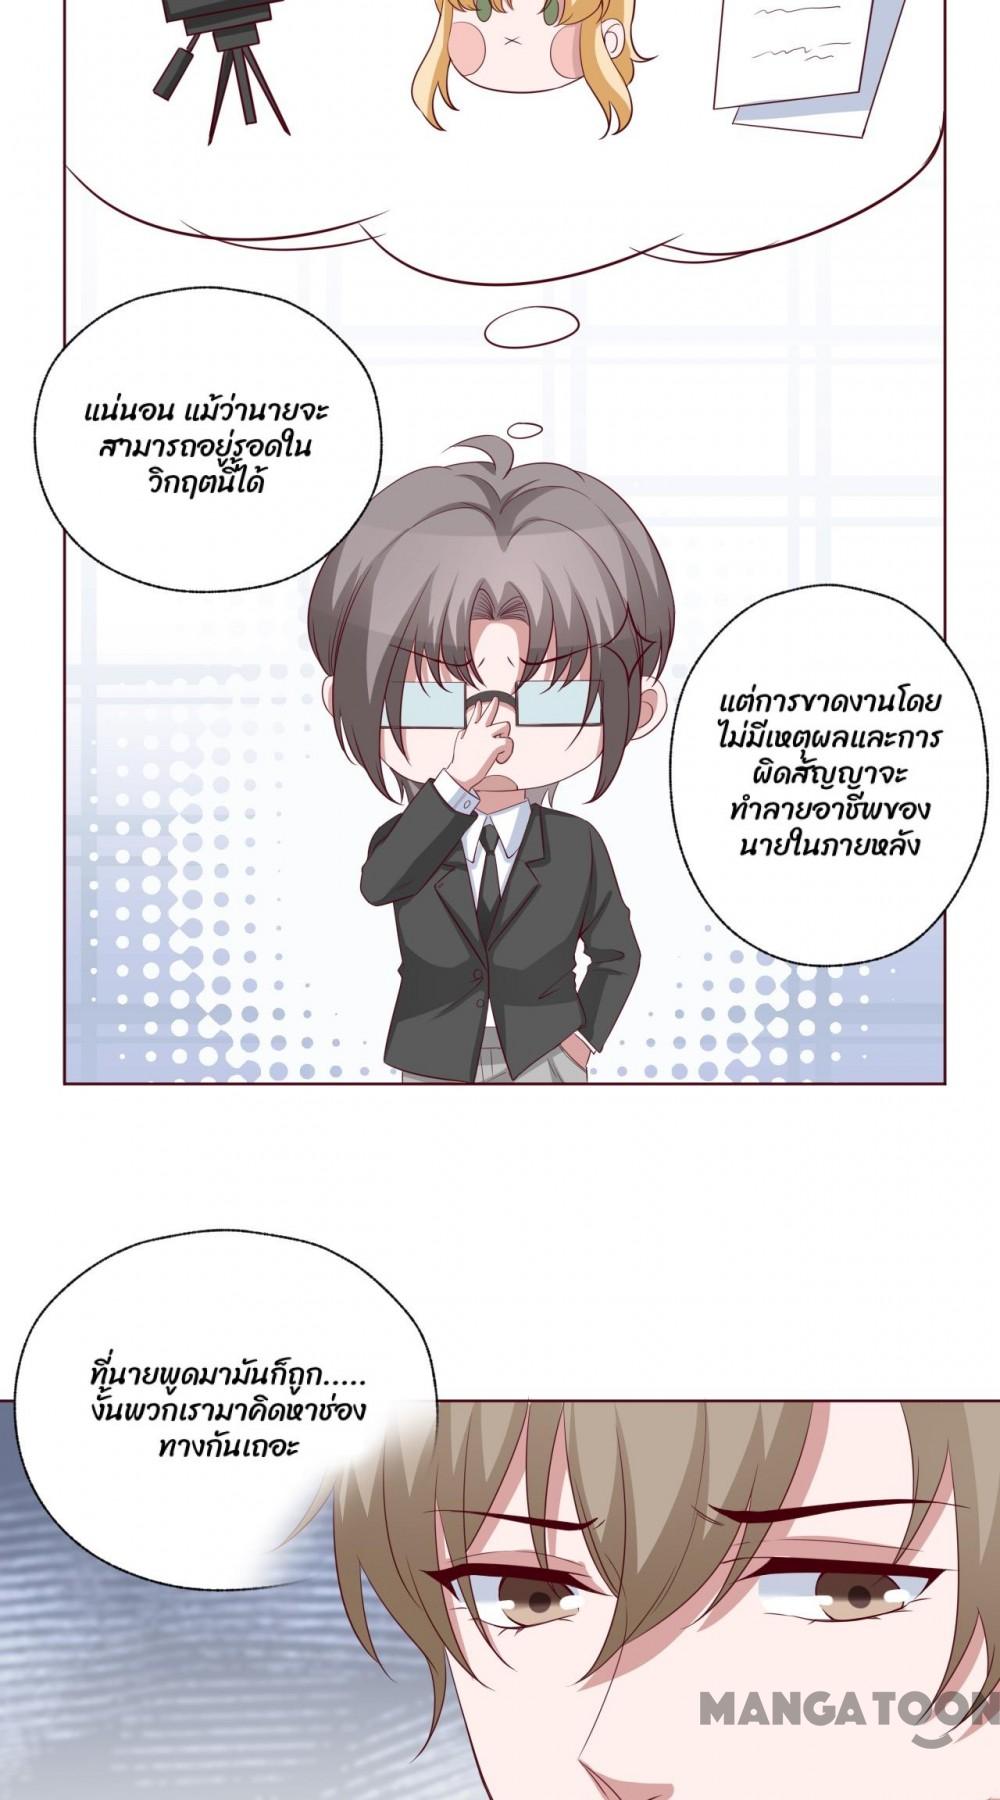 แน่นอน แม้ว่านายจะ
สามารถอยู่รอดใน
วิกฤตนี้ได้
แต่การขาดงานโดย
ไม่มีเหตุผลและการ
ผิดสัญญาจะ
ทำลายอาชีพของ
นายในภายหลัง
ที่นายพูดมามันก็ถูก.....
งั้นพวกเรามาคิดหาช่อง
ทางกันเถอะ
MANGATOON